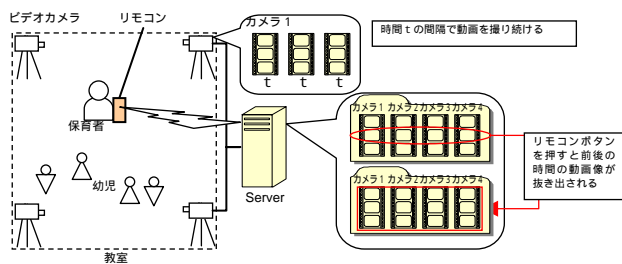 ビデオカメラ
リモコン
カメラ1
t t t
時間tの間隔で動画を撮り続ける
保育者
幼児
教室
Server
カメラ1 カメラ2 カメラ3 カメラ4
リモコンボタン
を押すと前後の
時間の動画像が
抜き出される
カメラ1 カメラ2 カメラ3 カメラ4